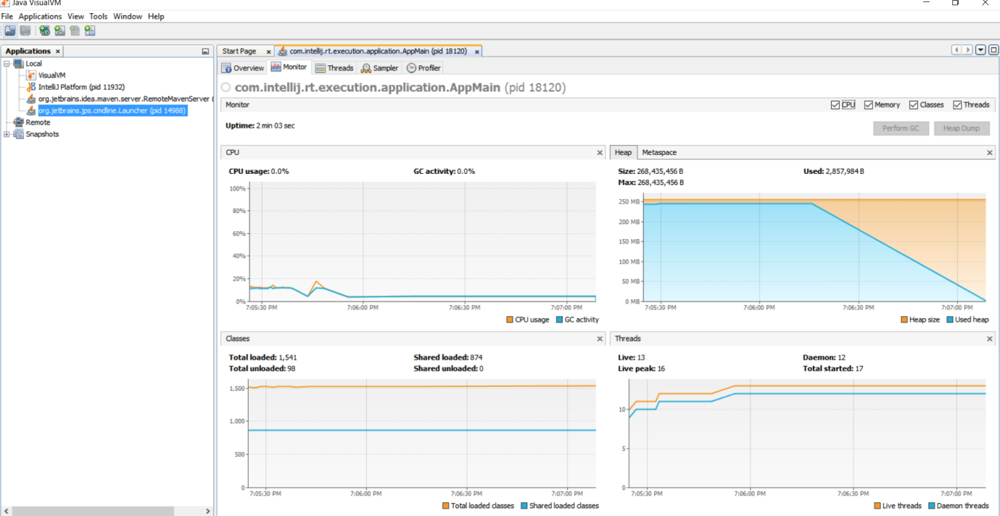 Java VisualVM
File Applications View Tools Window Help
Applications
Local
VisualVM
IntelliJ Platform (pid 11932)
org.jetbrains.idea.maven.server.RemoteMavenServer (
org.jetbrains.jps.cmdline.Launcher (pid 14988)
Remote
Snapshots
Start Page com.intellij.rt.execution.application.AppMain (pid 18120)
Overview Monitor Threads Sampler Profiler
com.intellij.rt.execution.application.AppMain (pid 18120)
Monitor CPU Memory Classes Threads
Uptime: 2 min 03 sec
Perform GC Heap Dump
CPU
CPU usage: 0.0% GC activity: 0.0%
100%
80%
60%
40%
20%
0%
7:05:30 PM 7:06:00 PM 7:06:30 PM 7:07:00 PM
CPU usage GC activity
Heap Metaspace
Size: 268,435,456 B Used: 2,857,984 B
Max: 268,435,456 B
250 MB
200 MB
150 MB
100 MB
50 MB
0 MB
7:05:30 PM 7:06:00 PM 7:06:30 PM 7:07:00 PM
Heap size Used heap
Classes
Total loaded: 1,541 Shared loaded: 874
Total unloaded: 98 Shared unloaded: 0
1,500
1,000
500
0
7:05:30 PM 7:06:00 PM 7:06:30 PM 7:07:00 PM
Total loaded classes Shared loaded classes
Threads
Live: 13 Daemon: 12
Live peak: 16 Total started: 17
10
5
0
7:05:30 PM 7:06:00 PM 7:06:30 PM 7:07:00 PM
Live threads Daemon threads